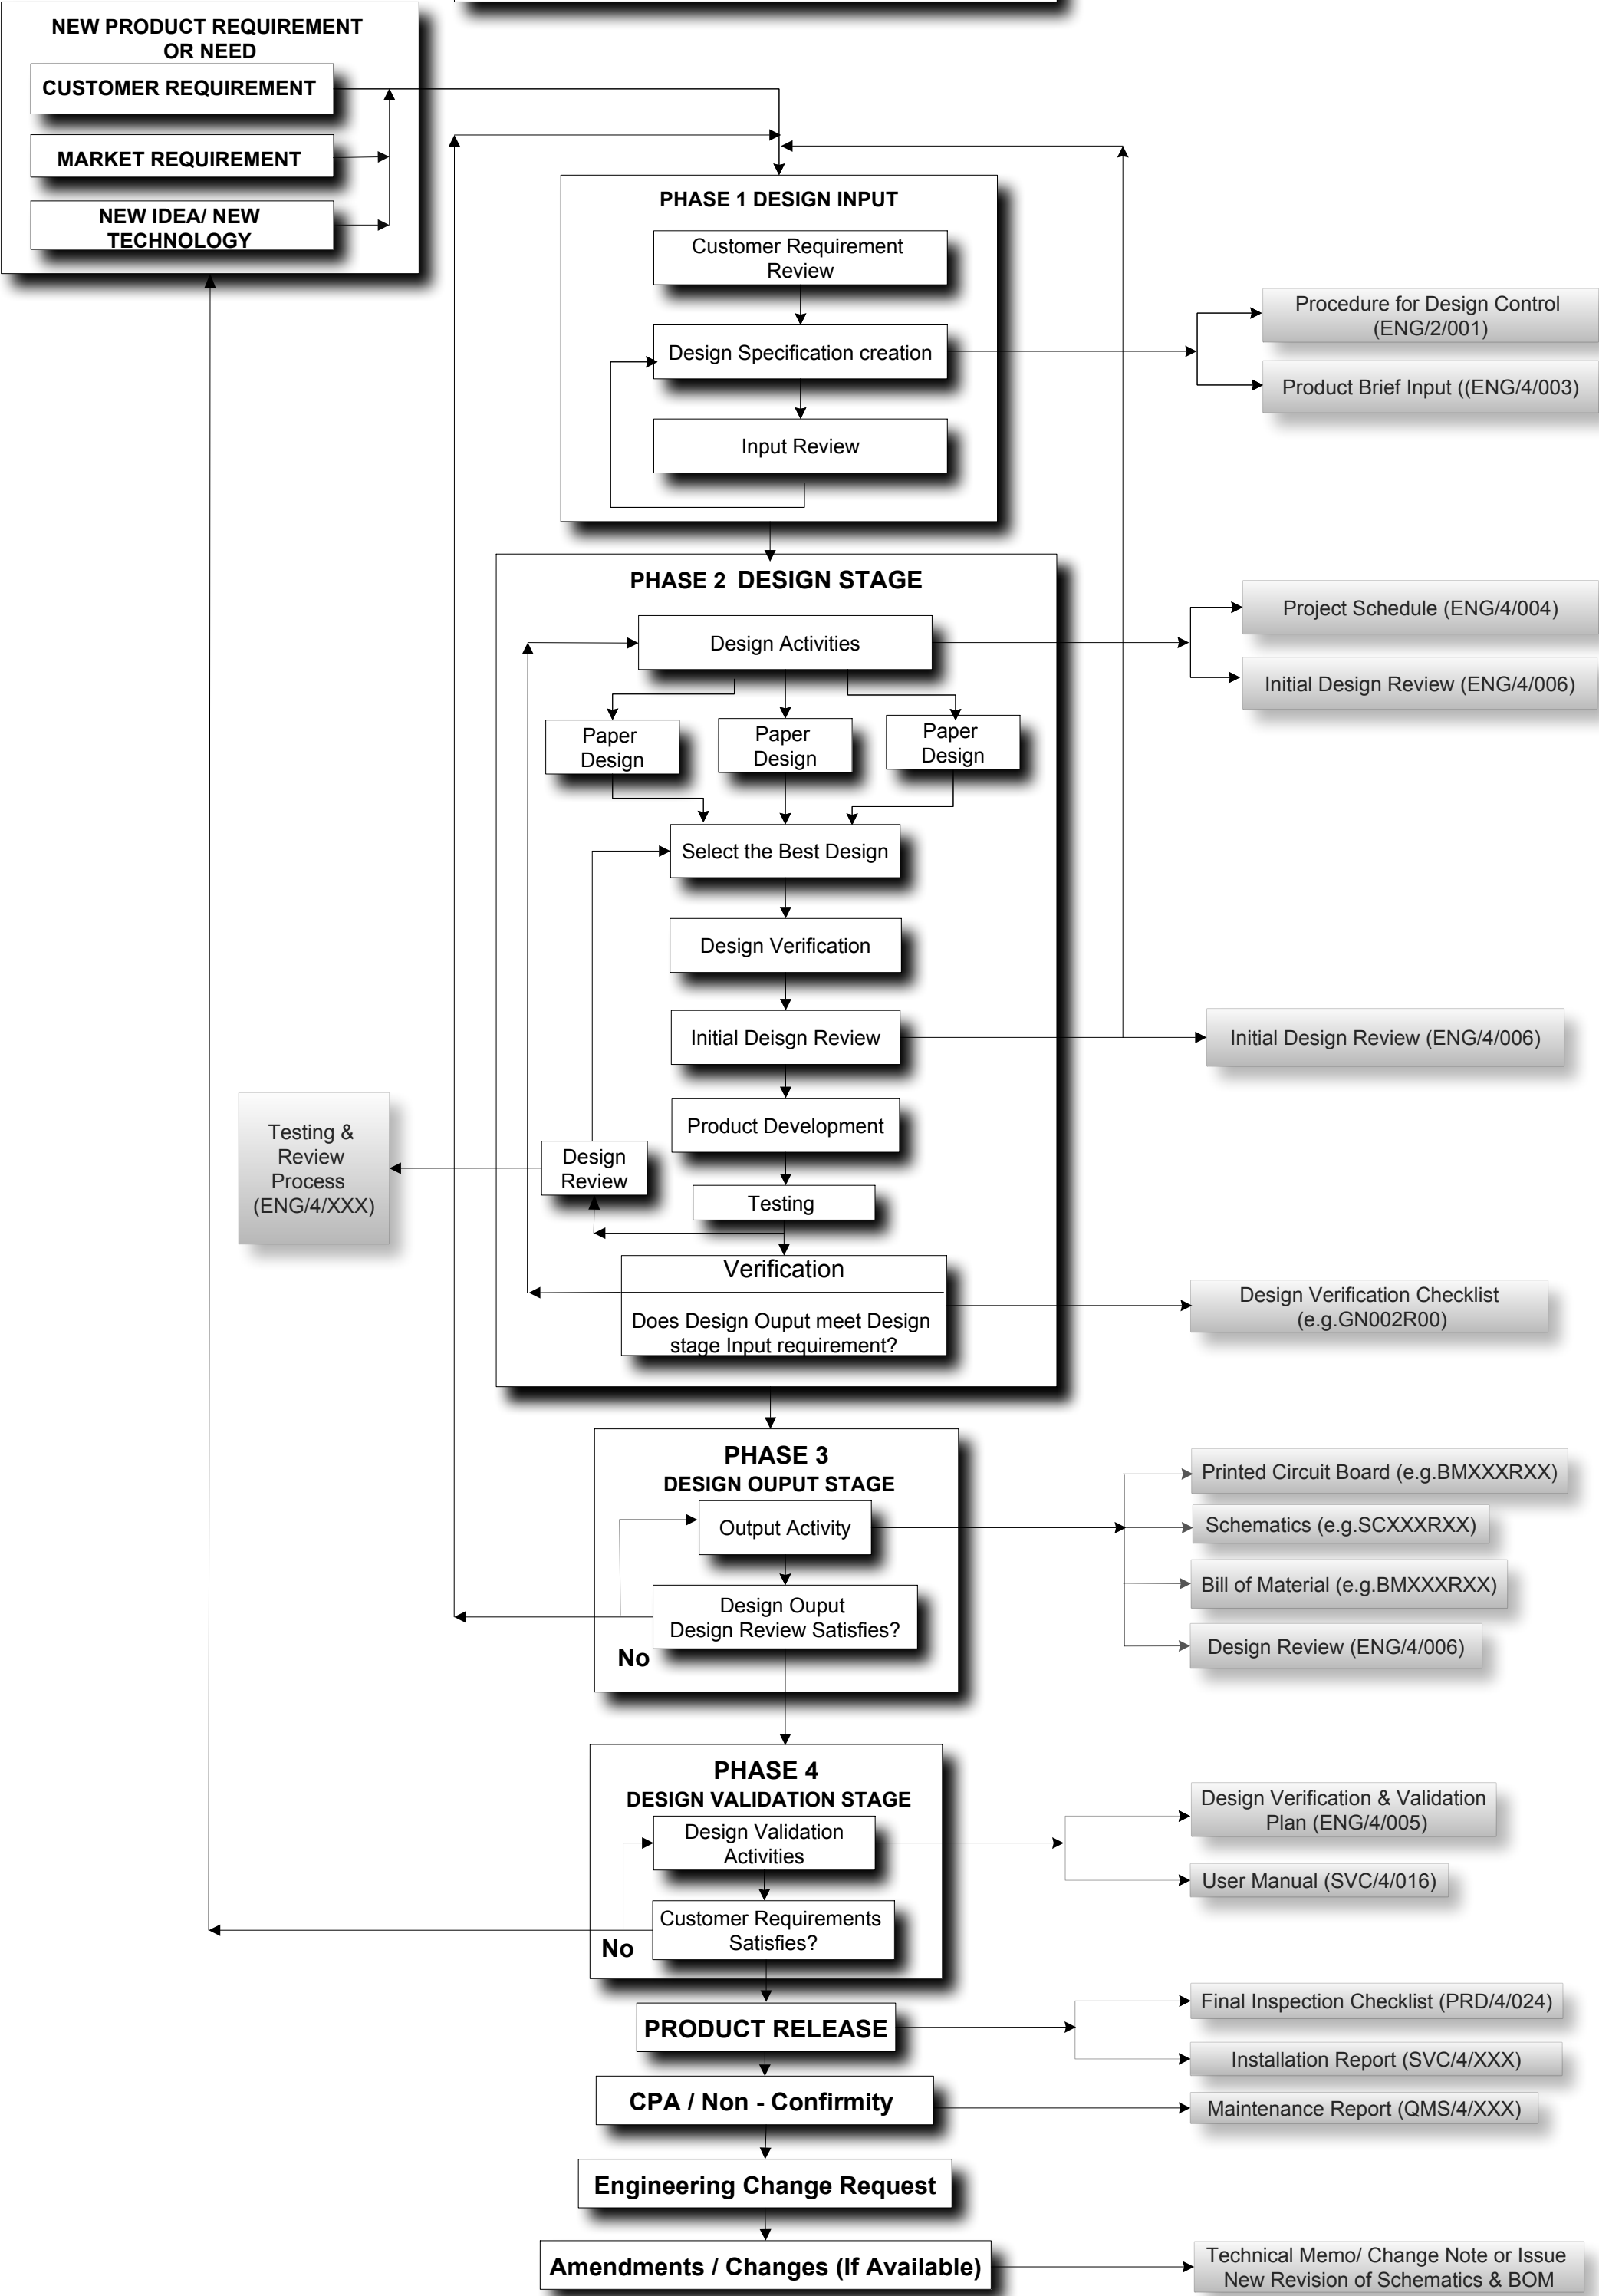 NEW PRODUCT REQUIREMENT
OR NEED
CUSTOMER REQUIREMENT
MARKET REQUIREMENT
NEW IDEA/ NEW
TECHNOLOGY
PHASE 1 DESIGN INPUT
Customer Requirement
Review
Design Specification creation
Input Review
Procedure for Design Control
(ENG/2/001)
Product Brief Input ((ENG/4/003)
PHASE 2 DESIGN STAGE
Design Activities
Project Schedule (ENG/4/004)
Initial Design Review (ENG/4/006)
Paper
Design
Paper
Design
Paper
Design
Select the Best Design
Design Verification
Initial Deisgn Review
Initial Design Review (ENG/4/006)
Product Development
Testing &
Review
Process
(ENG/4/XXX)
Design
Review
Testing
Verification
Does Design Ouput meet Design
stage Input requirement?
Design Verification Checklist
(e.g.GN002R00)
PHASE 3
DESIGN OUPUT STAGE
Output Activity
Design Ouput
Design Review Satisfies?
No
Printed Circuit Board (e.g.BMXXXRXX)
Schematics (e.g.SCXXXRXX)
Bill of Material (e.g.BMXXXRXX)
Design Review (ENG/4/006)
PHASE 4
DESIGN VALIDATION STAGE
Design Validation
Activities
Customer Requirements
Satisfies?
No
Design Verification & Validation
Plan (ENG/4/005)
User Manual (SVC/4/016)
PRODUCT RELEASE
Final Inspection Checklist (PRD/4/024)
Installation Report (SVC/4/XXX)
CPA / Non - Confirmity
Maintenance Report (QMS/4/XXX)
Engineering Change Request
Amendments / Changes (If Available)
Technical Memo/ Change Note or Issue
New Revision of Schematics & BOM